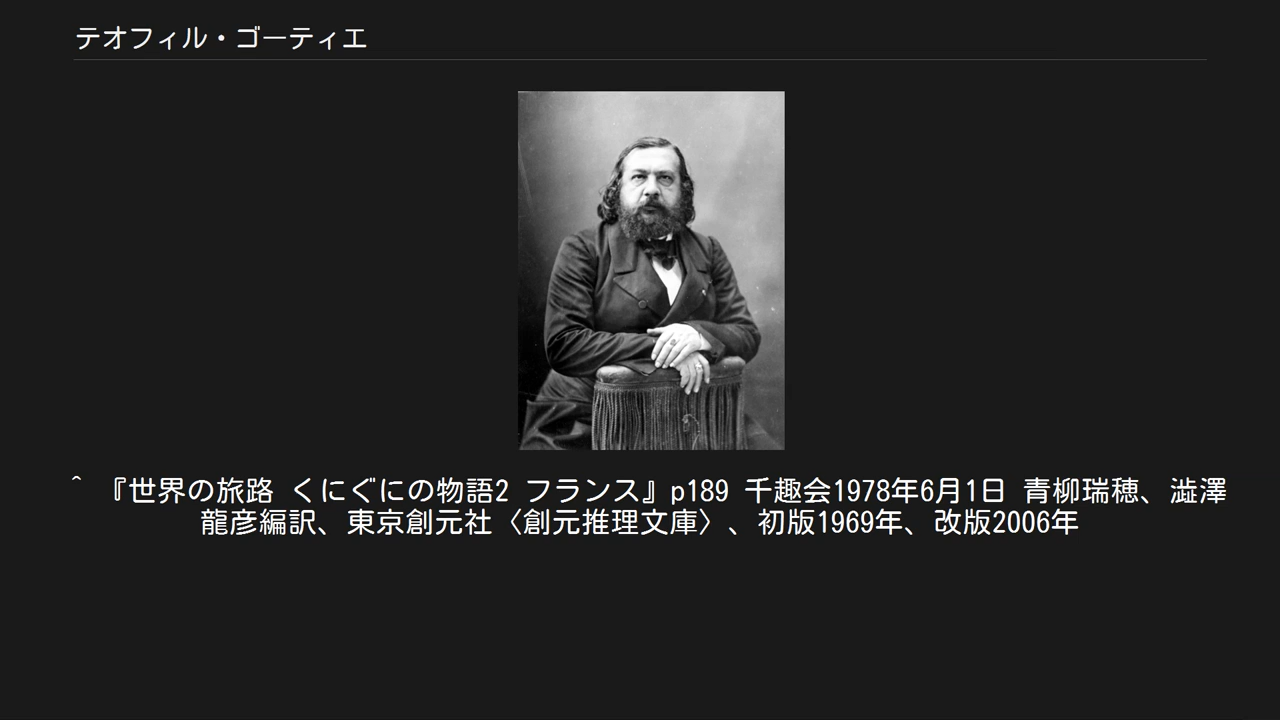 テオフィル・ゴーティエ
^ 『世界の旅路 くにぐにの物語2 フランス』p189 千趣会1978年6月1日 青柳瑞穂、澁澤
龍彦編訳、東京創元社〈創元推理文庫〉、初版1969年、改版2006年